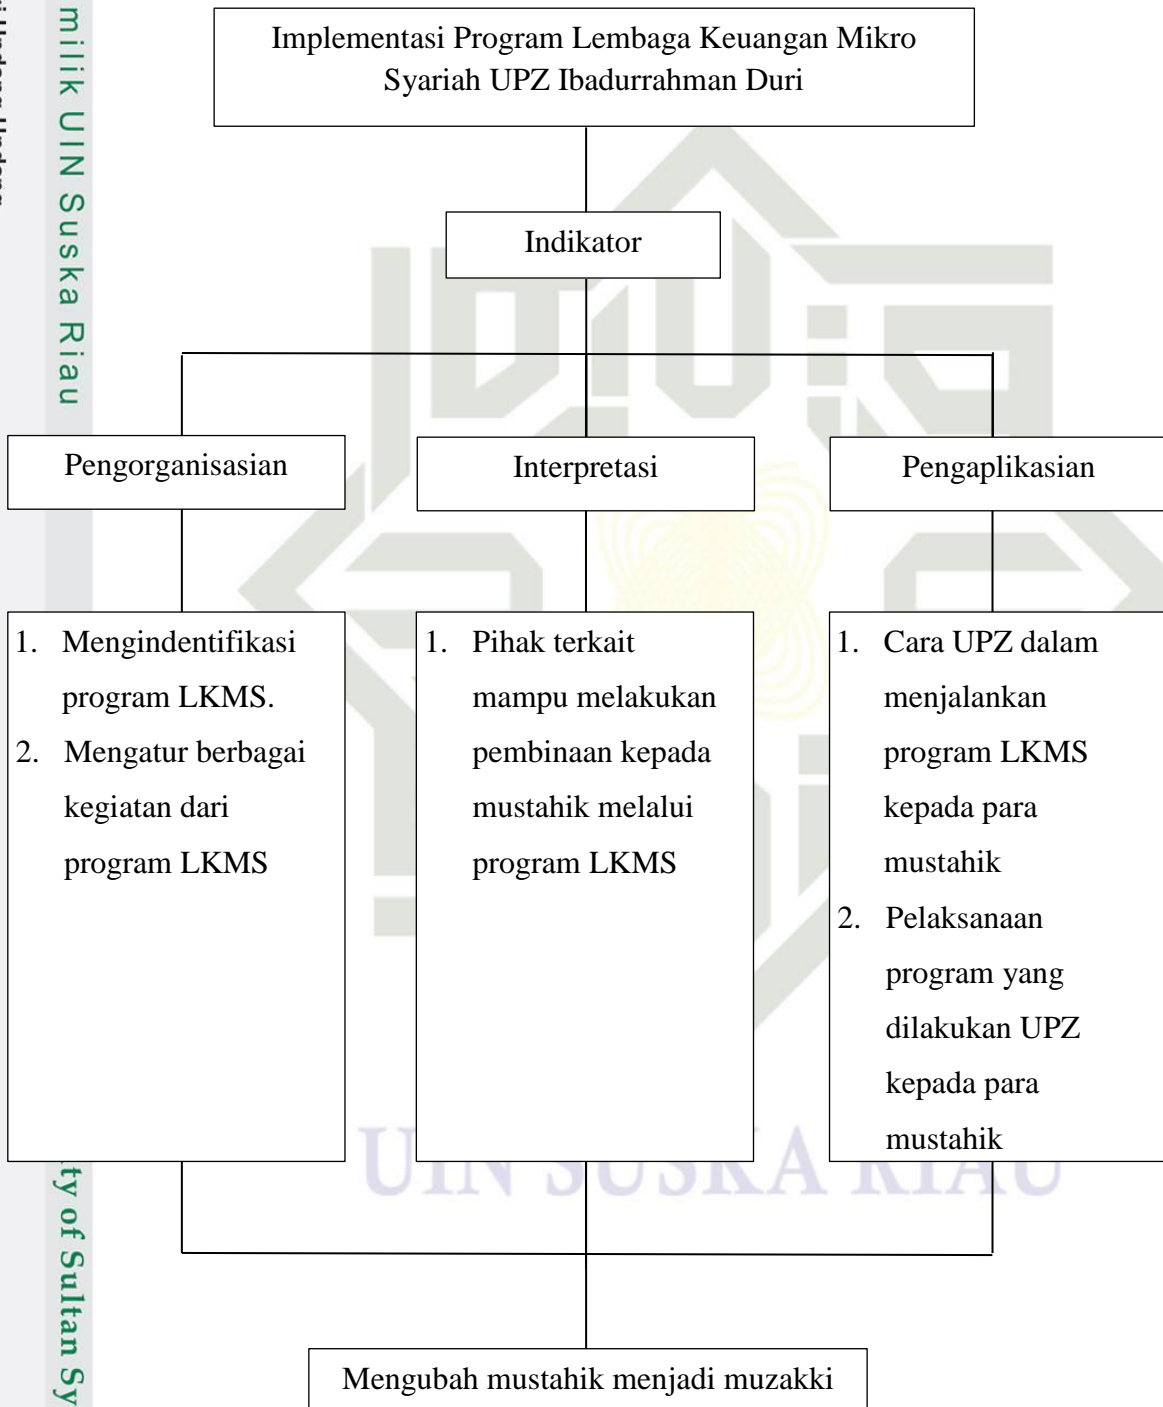 Implementasi Program Lembaga Keuangan Mikro
Syariah UPZ Ibadurrahman Duri
Indikator
Pengorganisasian
Interpretasi
Pengaplikasian
1. Mengindentifikasi
program LKMS.
2. Mengatur berbagai
kegiatan dari
program LKMS
1. Pihak terkait
mampu melakukan
pembinaan kepada
mustahik melalui
program LKMS
1. Cara UPZ dalam
menjalankan
program LKMS
kepada para
mustahik
2. Pelaksanaan
program yang
dilakukan UPZ
kepada para
mustahik
Mengubah mustahik menjadi muzakki
milik UIN Suska Riau
ty of Sultan Sy
UIN SUSKA RIAU